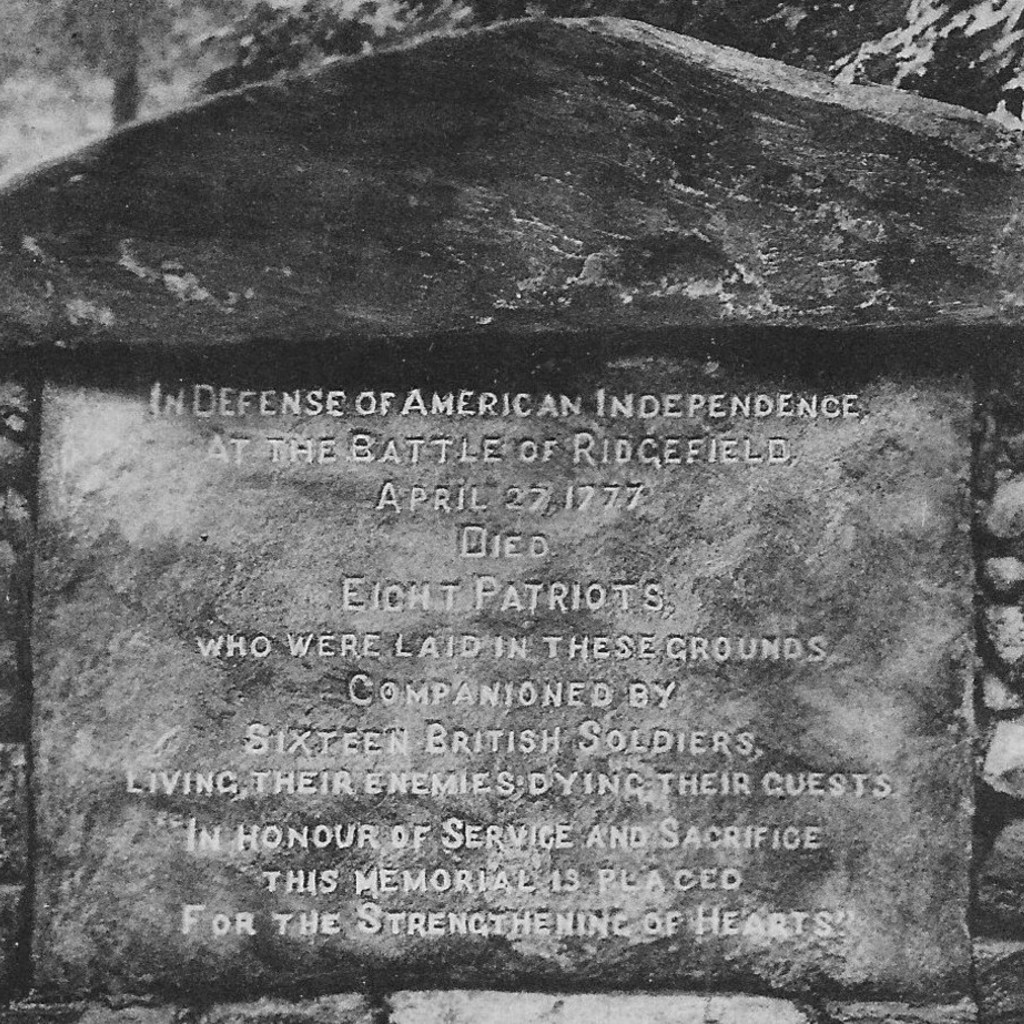 In Defense of American Independence
at the Battle of Ridgefield,
April 27, 1777
Died
Eight Patriots,
who were laid in these grounds
Companioned by
Sixteen British Soldiers,
living, their enemies; dying, their guests
"In honour of Service and Sacrifice
this memorial is placed
For the Strengthening of Hearts"